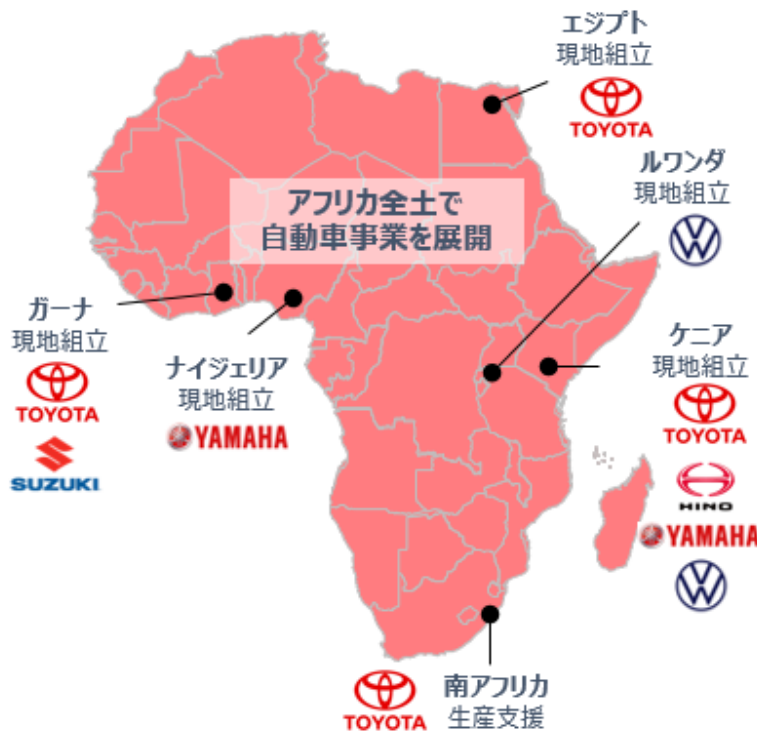 エジプト
現地組立
TOYOTA
ルワンダ
現地組立
アフリカ全土で
自動車事業を展開
ガーナ
現地組立
TOYOTA
SUZUKI
ナイジェリア
現地組立
YAMAHA
ケニア
現地組立
TOYOTA
HINO
YAMAHA
南アフリカ
生産支援
TOYOTA